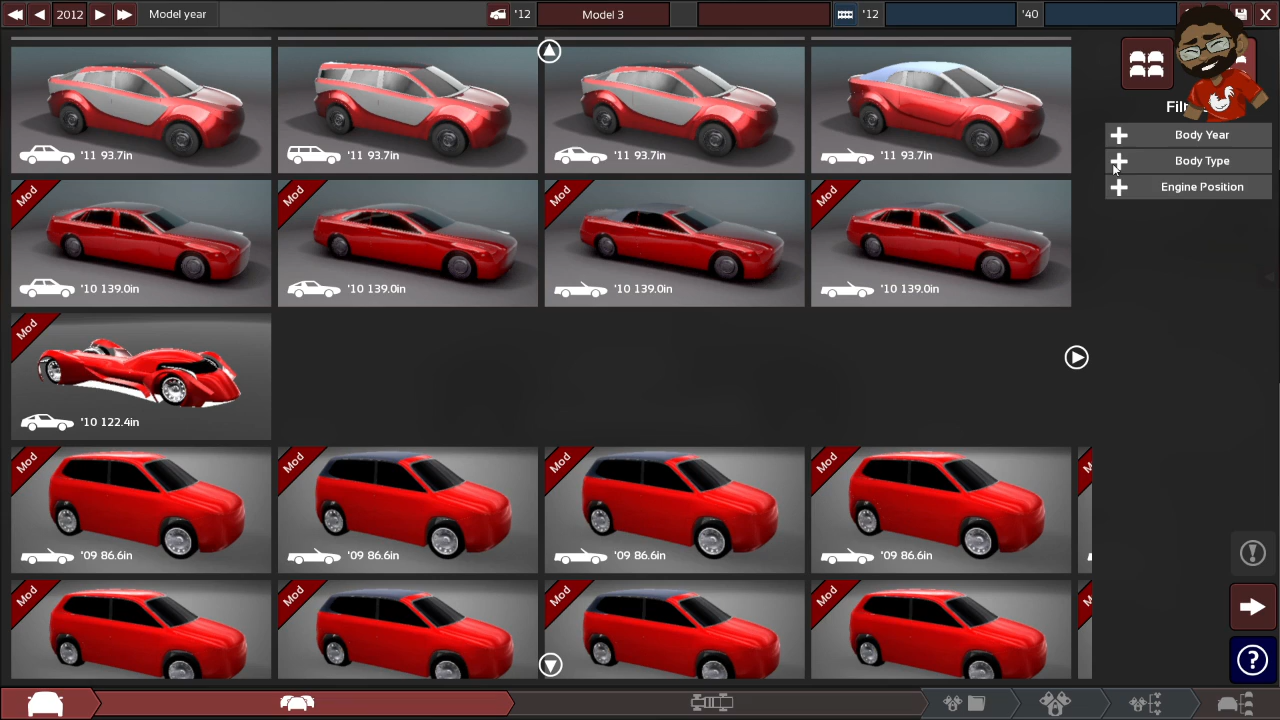 2012 Model year '12 Model 3 '12 '40
Fil
Body Year
Body Type
Engine Position
'11 93.7in '11 93.7in '11 93.7in '11 93.7in
Mod Mod Mod Mod
'10 139.0in '10 139.0in '10 139.0in '10 139.0in
Mod
'10 122.4in
Mod Mod Mod Mod
'09 86.6in '09 86.6in '09 86.6in '09 86.6in
Mod Mod Mod Mod